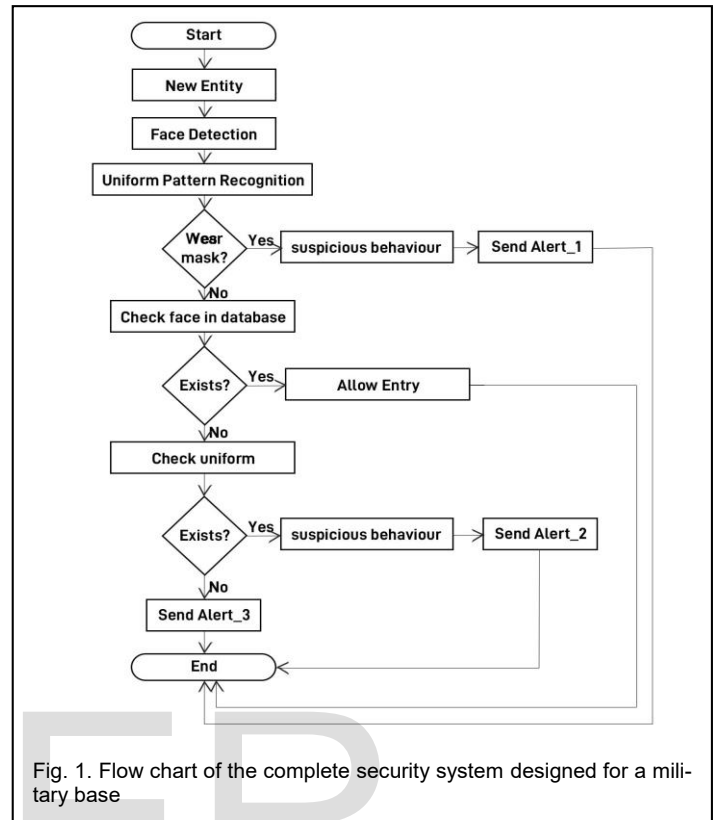 Start
New Entity
Face Detection
Uniform Pattern Recognition
Wear
mask?
Yes
suspicious behaviour
Send Alert_1
No
Check face in database
Exists?
Yes
Allow Entry
No
Check uniform
Exists?
Yes
suspicious behaviour
Send Alert_2
No
Send Alert_3
End
Fig. 1. Flow chart of the complete security system designed for a mili-
tary base